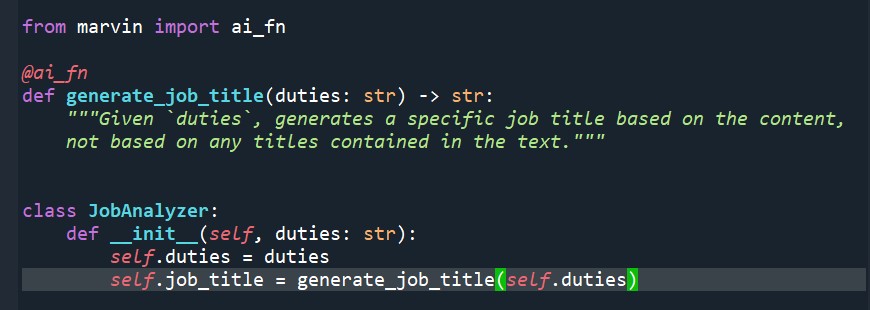 from marvin import ai_fn
@ai_fn
def generate_job_title(duties: str) -> str:
    """Given `duties`, generates a specific job title based on the content,
    not based on any titles contained in the text."""
class JobAnalyzer:
    def __init__(self, duties: str):
        self.duties = duties
        self.job_title = generate_job_title(self.duties)